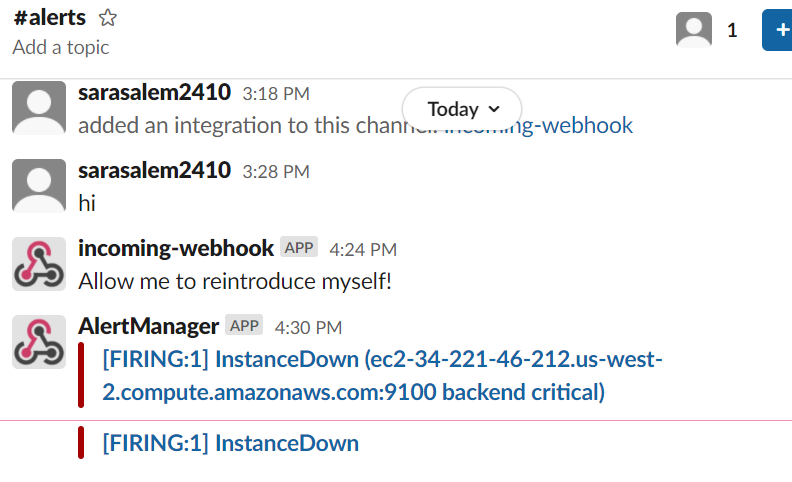 #alerts
Add a topic
1
sarasalem2410 3:18 PM
Today
added an integration to this channel: incoming-webhook
sarasalem2410 3:28 PM
hi
incoming-webhook APP 4:24 PM
Allow me to reintroduce myself!
AlertManager APP 4:30 PM
[FIRING:1] InstanceDown (ec2-34-221-46-212.us-west-
2.compute.amazonaws.com:9100 backend critical)
[FIRING:1] InstanceDown